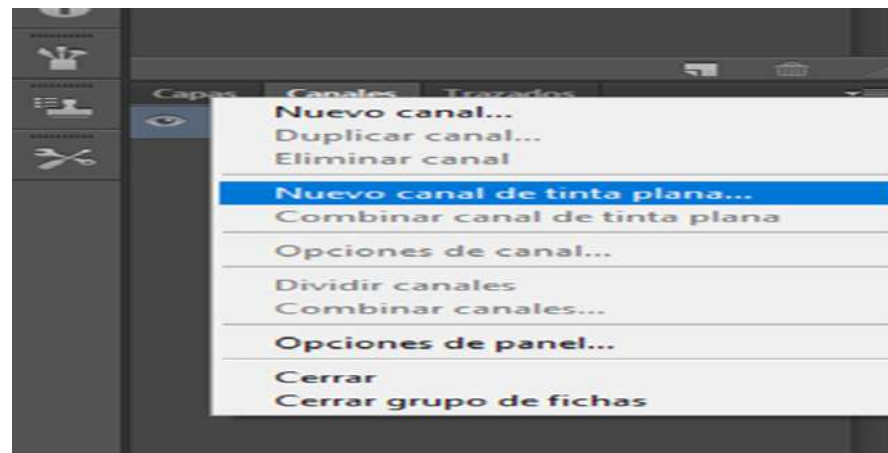 Capas Canales Trazados
Nuevo canal...
Duplicar canal...
Eliminar canal
Nuevo canal de tinta plana...
Combinar canal de tinta plana
Opciones de canal...
Dividir canales
Combinar canales...
Opciones de panel...
Cerrar
Cerrar grupo de fichas